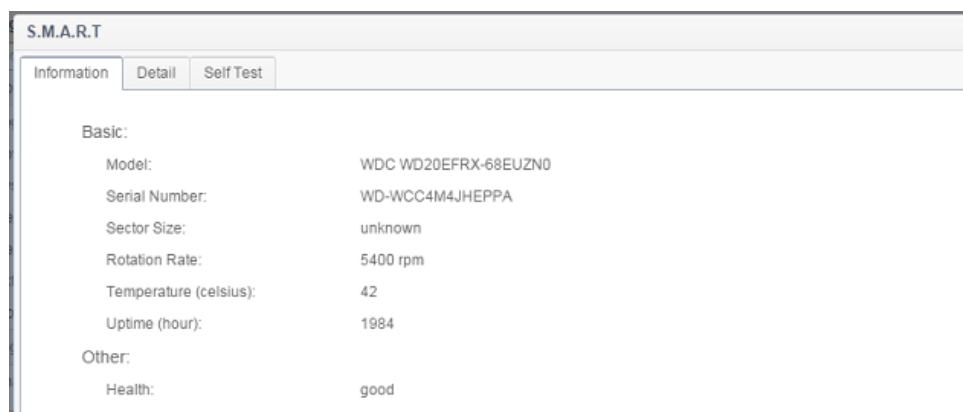 S.M.A.R.T
Information Detail Self Test
Basic:
Model: WDC WD20EFRX-68EUZN0
Serial Number: WD-WCC4M4JHEPPA
Sector Size: unknown
Rotation Rate: 5400 rpm
Temperature (celsius): 42
Uptime (hour): 1984
Other:
Health: good